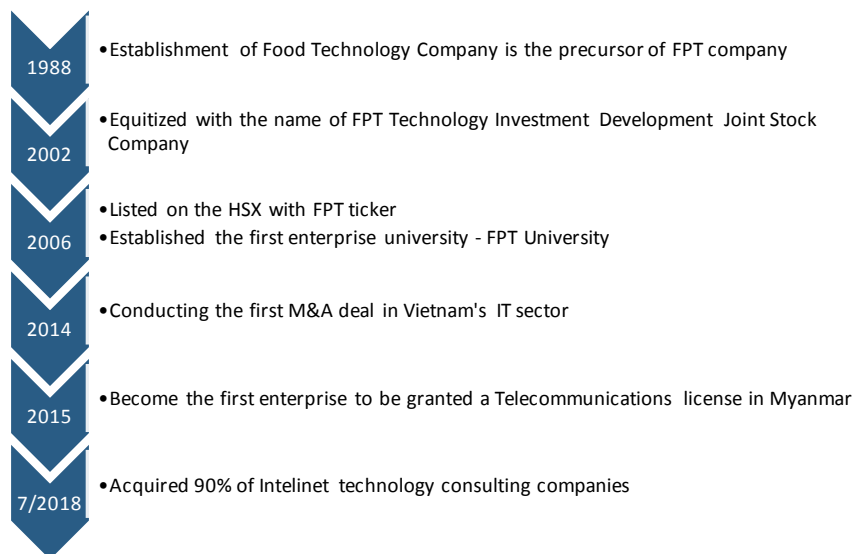 1988
•Establishment of Food Technology Company is the precursor of FPT company
2002
•Equitized with the name of FPT Technology Investment Development Joint Stock
Company
2006
•Listed on the HSX with FPT ticker
•Established the first enterprise university - FPT University
2014
•Conducting the first M&A deal in Vietnam's IT sector
2015
•Become the first enterprise to be granted a Telecommunications license in Myanmar
7/2018
•Acquired 90% of Intelinet technology consulting companies